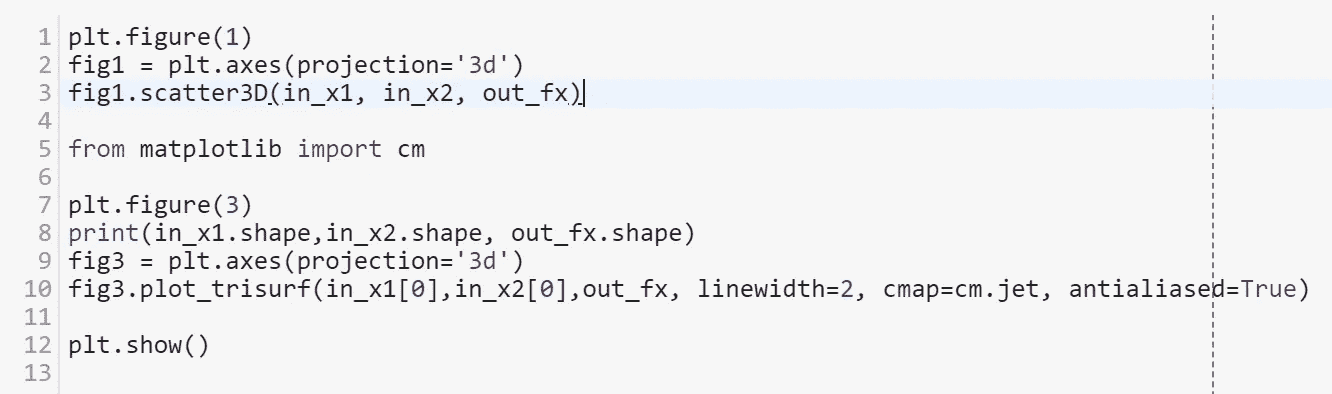 1 plt.figure(1)
2 fig1 = plt.axes(projection='3d')
3 fig1.scatter3D(in_x1, in_x2, out_fx)
4
5 from matplotlib import cm
6
7 plt.figure(3)
8 print(in_x1.shape,in_x2.shape, out_fx.shape)
9 fig3 = plt.axes(projection='3d')
10 fig3.plot_trisurf(in_x1[0],in_x2[0],out_fx, linewidth=2, cmap=cm.jet, antialiased=True)
11
12 plt.show()
13